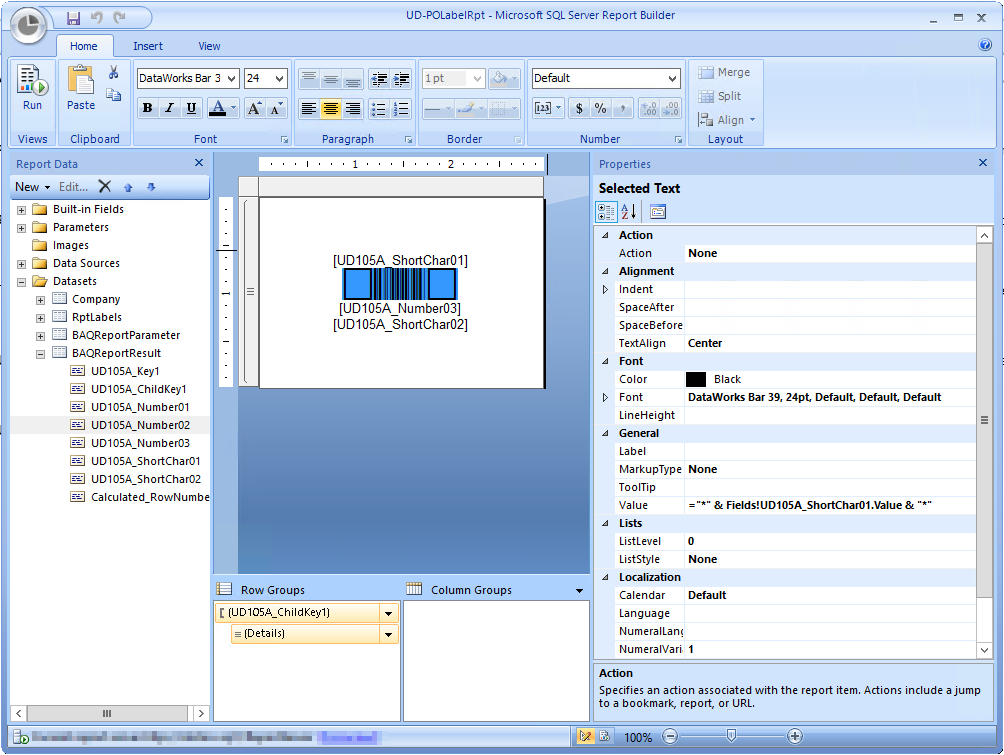 UD-POLabelRpt - Microsoft SQL Server Report Builder
Home Insert View
Run
Paste
DataWorks Bar 3 24
B I U A A A
1 pt
Default
123 $ % ,
Merge
Split
Align
Views Clipboard Font Paragraph Border Number Layout
Report Data
New Edit...
Built-in Fields
Parameters
Images
Data Sources
Datasets
Company
RptLabels
BAQReportParameter
BAQReportResult
UD105A_Key1
UD105A_ChildKey1
UD105A_Number01
UD105A_Number02
UD105A_Number03
UD105A_ShortChar01
UD105A_ShortChar02
Calculated_RowNumbe
1 2
[UD105A_ShortChar01]
[UD105A_Number03]
[UD105A_ShortChar02]
Row Groups
(UD105A_ChildKey1)
(Details)
Column Groups
Properties
Selected Text
Action
Action None
Alignment
Indent
SpaceAfter
SpaceBefore
TextAlign Center
Font
Color Black
Font DataWorks Bar 39, 24pt, Default, Default, Default
LineHeight
General
Label
MarkupType None
ToolTip
Value ="*" & Fields!UD105A_ShortChar01.Value & "*"
Lists
ListLevel 0
ListStyle None
Localization
Calendar Default
Language
NumeralLang
NumeralVari 1
Action
Specifies an action associated with the report item. Actions include a jump
to a bookmark, report, or URL.
100%